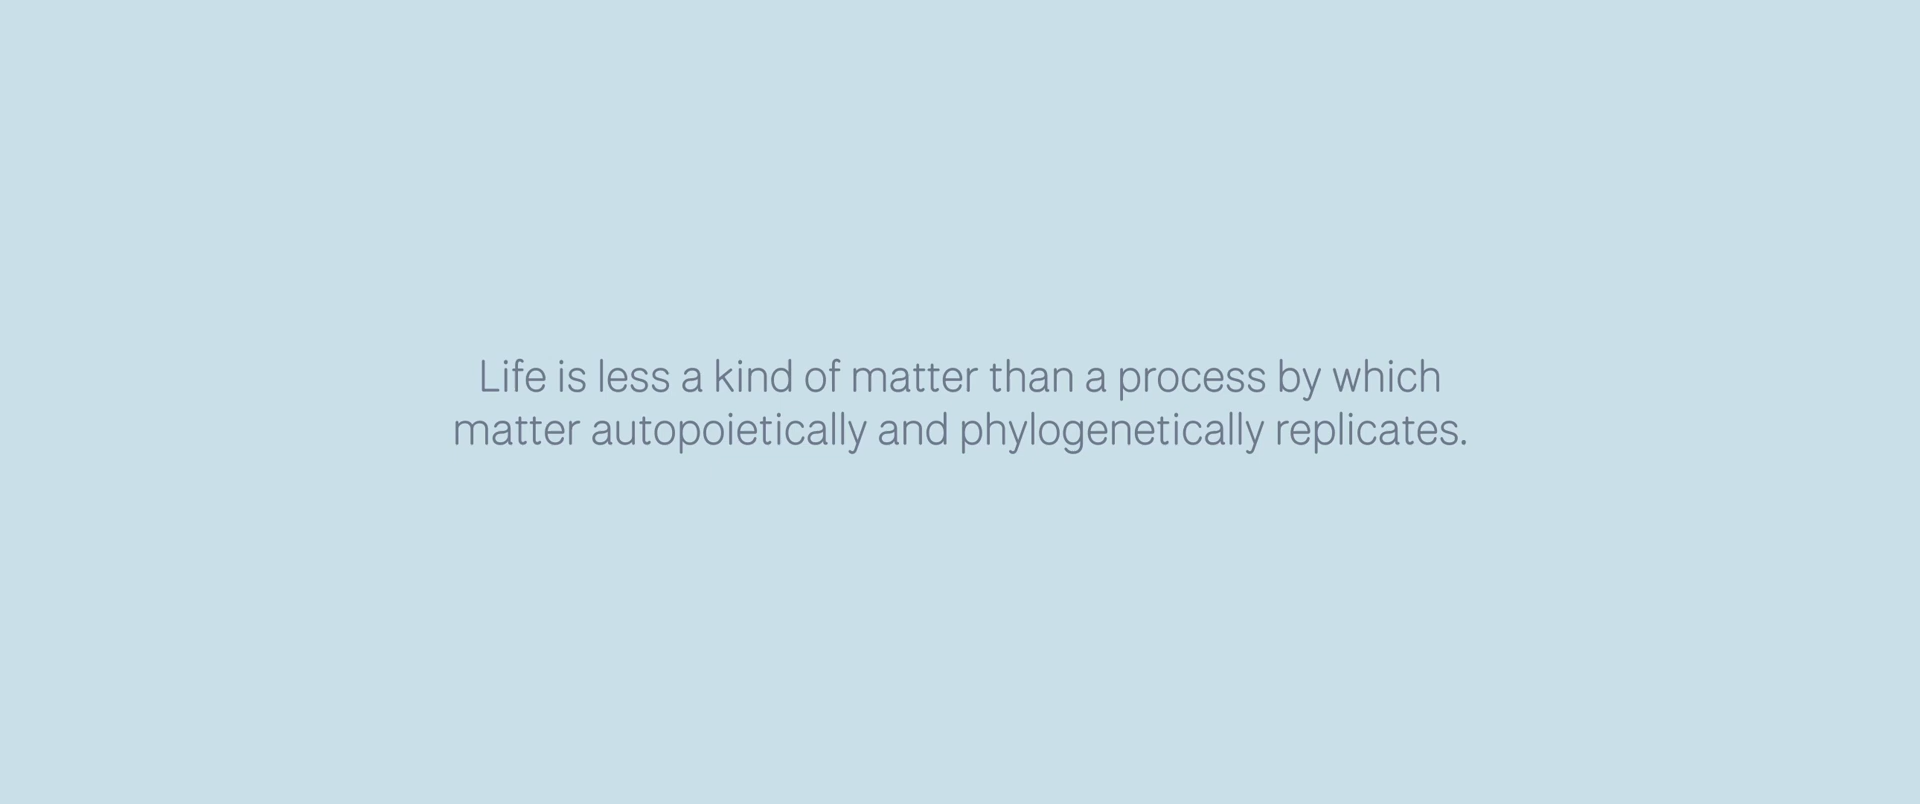 Life is less a kind of matter than a process by which
matter autopoietically and phylogenetically replicates.